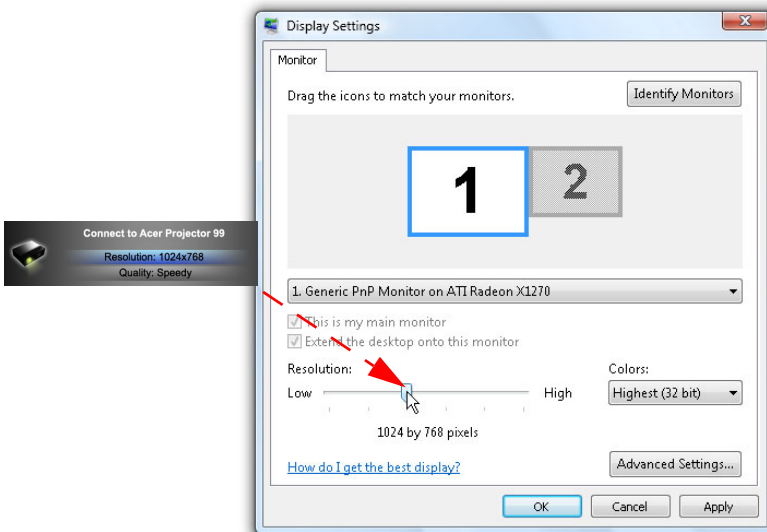 Display Settings
Monitor
Drag the icons to match your monitors.
Identify Monitors
1
2
Connect to Acer Projector 99
Resolution: 1024x768
Quality: Speedy
1. Generic PnP Monitor on ATI Radeon X1270
This is my main monitor
Extend the desktop onto this monitor
Resolution:
Colors:
Low
High
Highest (32 bit)
1024 by 768 pixels
How do I get the best display?
Advanced Settings...
OK
Cancel
Apply